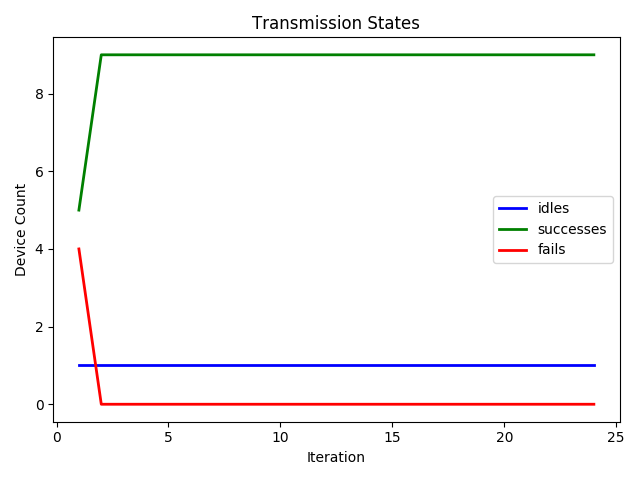 Transmission States
Device Count
8
6
4
2
0
idles
successes
fails
0 5 10 15 20 25
Iteration